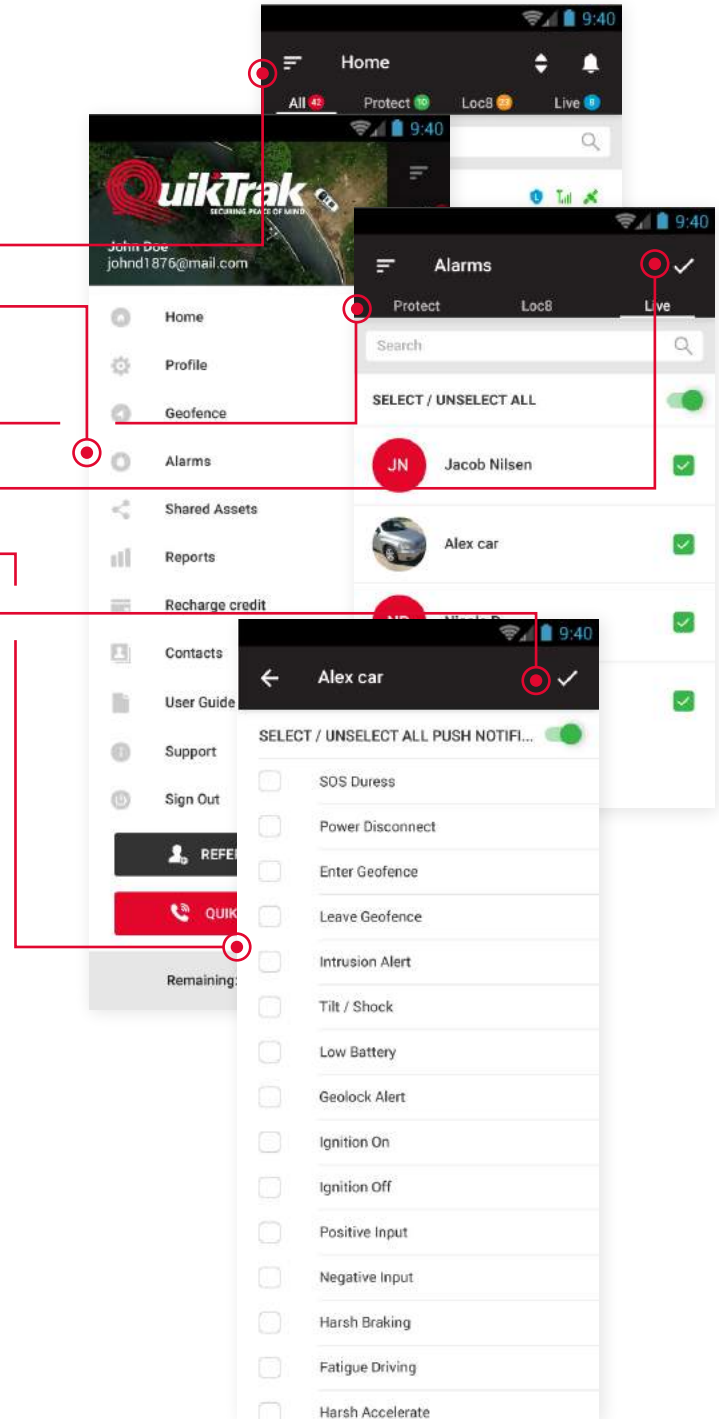 9:40
Home
All 42 Protect 10 Loc8 23 Live 8
9:40
QuikTrak
SECURING PEACE OF MIND
John Doe
johnd1876@mail.com
Home
Profile
Geofence
Alarms
Shared Assets
Reports
Recharge credit
Contacts
User Guide
Support
Sign Out
REFE
QUIK
Remaining:
9:40
Alarms
Protect Loc8 Live
Search
SELECT / UNSELECT ALL
JN Jacob Nilsen
Alex car
9:40
Alex car
SELECT / UNSELECT ALL PUSH NOTIFI...
SOS Duress
Power Disconnect
Enter Geofence
Leave Geofence
Intrusion Alert
Tilt / Shock
Low Battery
Geolock Alert
Ignition On
Ignition Off
Positive Input
Negative Input
Harsh Braking
Fatigue Driving
Harsh Accelerate